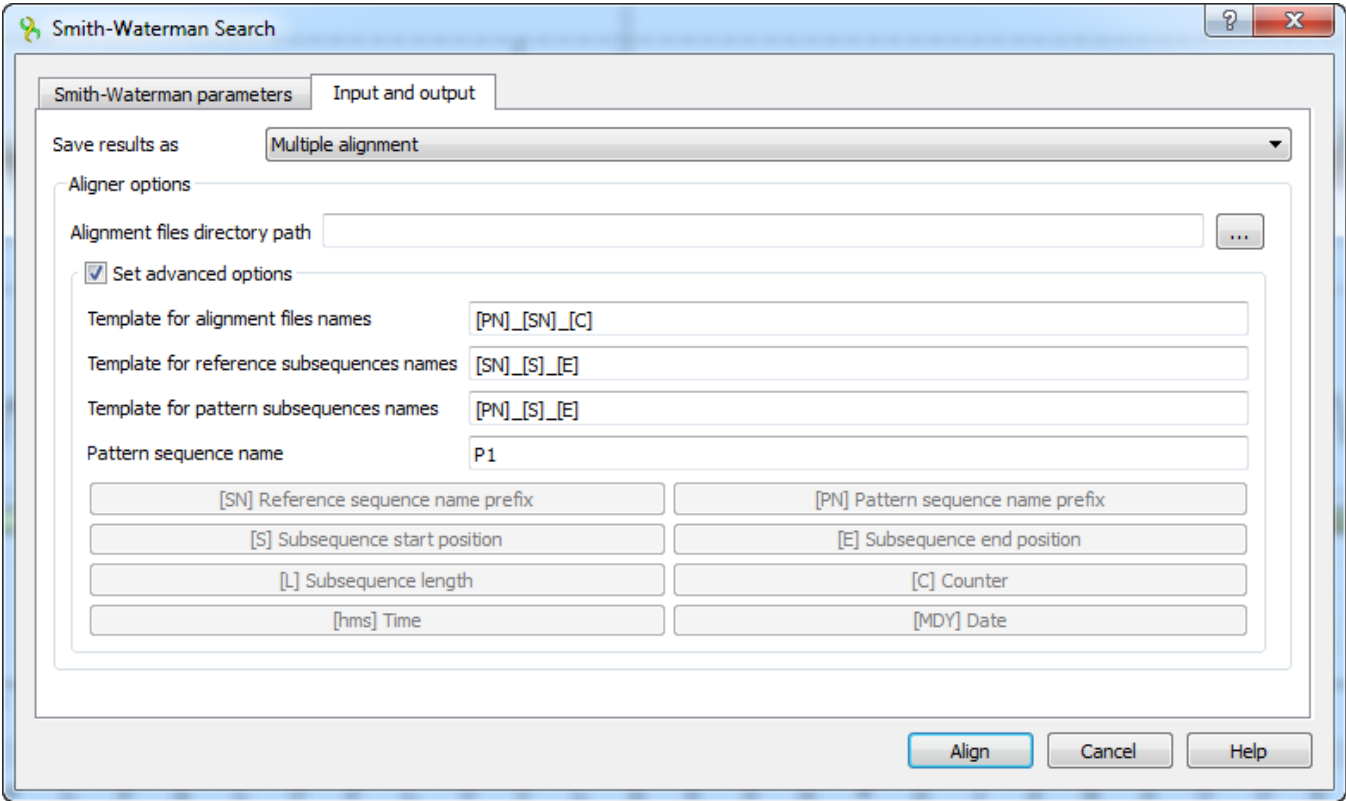 Smith-Waterman Search
Smith-Waterman parameters Input and output
Save results as Multiple alignment
Aligner options
Alignment files directory path ...
Set advanced options
Template for alignment files names [PN]_[SN]_[C]
Template for reference subsequences names [SN]_[S]_[E]
Template for pattern subsequences names [PN]_[S]_[E]
Pattern sequence name P1
[SN] Reference sequence name prefix [PN] Pattern sequence name prefix
[S] Subsequence start position [E] Subsequence end position
[L] Subsequence length [C] Counter
[hms] Time [MDY] Date
Align Cancel Help